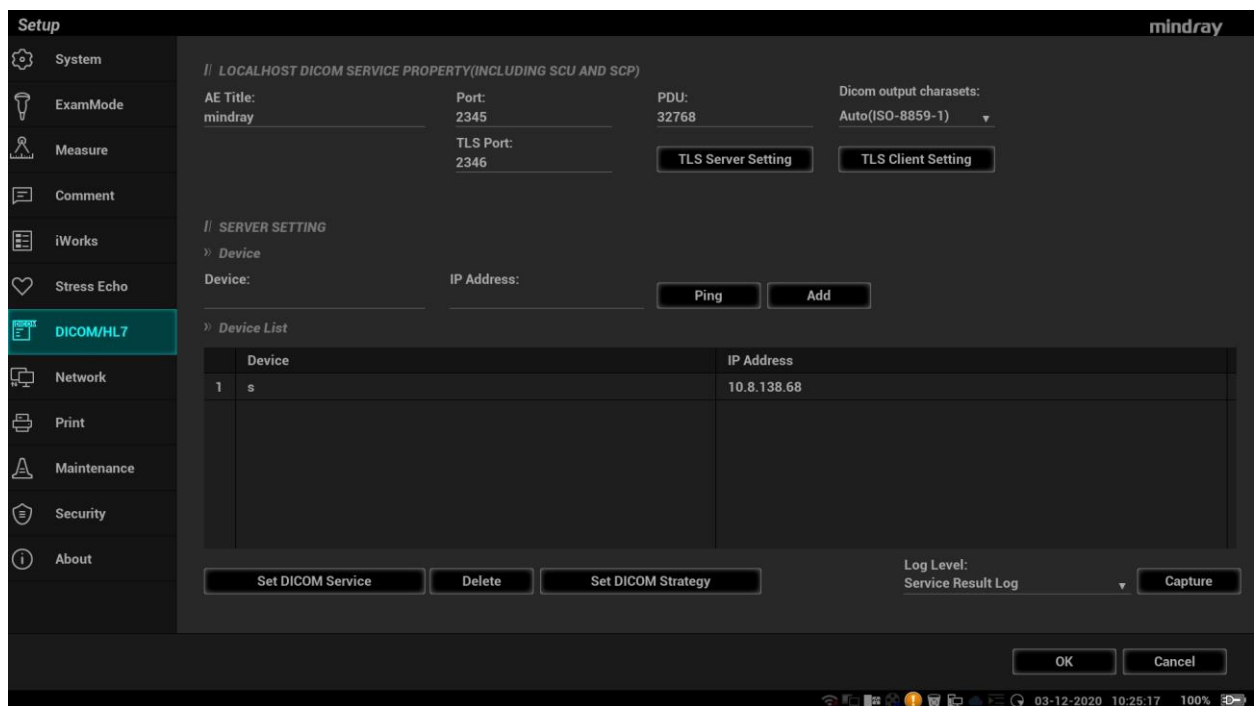 Setup
mindray
System
ExamMode
Measure
Comment
iWorks
Stress Echo
DICOM/HL7
Network
Print
Maintenance
Security
About
// LOCALHOST DICOM SERVICE PROPERTY(INCLUDING SCU AND SCP)
AE Title: Port: PDU: Dicom output charasets:
mindray 2345 32768 Auto(ISO-8859-1)
TLS Port:
2346 TLS Server Setting TLS Client Setting
// SERVER SETTING
» Device
Device: IP Address:
Ping Add
» Device List
Device IP Address
1 s 10.8.138.68
Log Level:
Set DICOM Service Delete Set DICOM Strategy Service Result Log Capture
OK Cancel
03-12-2020 10:25:17 100%